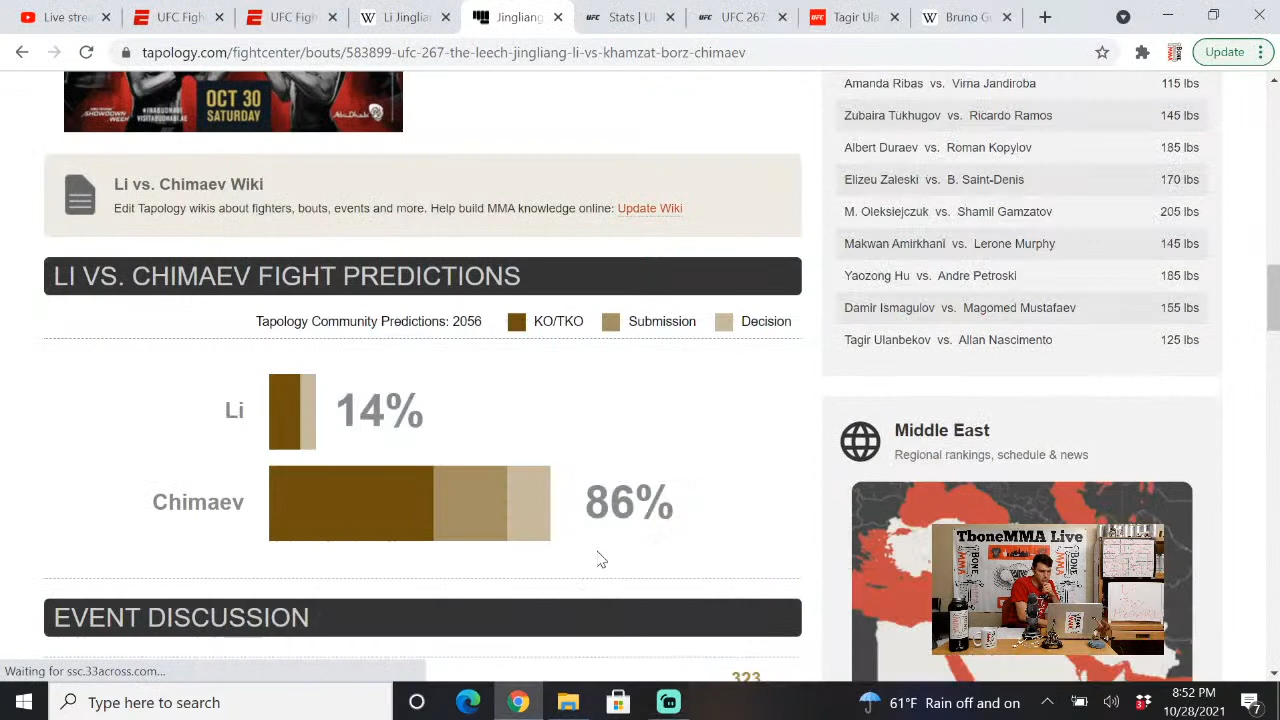 Live stre
UFC Figh
UFC Figh
Li Jinglia
Jingliang
UFC Stats | U
UFC UFC 267
UFC Tagir Ula
Bruno
tapology.com/fightcenter/bouts/583899-ufc-267-the-leech-jingliang-li-vs-khamzat-borz-chimaev
Update
OCT 30
SATURDAY
Li vs. Chimaev Wiki
Edit Tapology wikis about fighters, bouts, events and more. Help build MMA knowledge online: Update Wiki
LI VS. CHIMAEV FIGHT PREDICTIONS
Tapology Community Predictions: 2056 KO/TKO Submission Decision
Li 14%
Chimaev 86%
EVENT DISCUSSION
323
Amanda Ribas vs. Virna Jandiroba 115 lbs
Zubaira Tukhugov vs. Ricardo Ramos 145 lbs
Albert Duraev vs. Roman Kopylov 185 lbs
Elizeu Zaleski vs. B. Saint-Denis 170 lbs
M. Oleksiejczuk vs. Shamil Gamzatov 205 lbs
Makwan Amirkhani vs. Lerone Murphy 145 lbs
Yaozong Hu vs. Andre Petroski 185 lbs
Damir Ismagulov vs. Magomed Mustafaev 155 lbs
Tagir Ulanbekov vs. Allan Nascimento 125 lbs
Middle East
Regional rankings, schedule & news
TboneMMA Live
Waiting for ssc.33across.com...
Type here to search
61°F Rain off and on
8:52 PM
10/28/2021